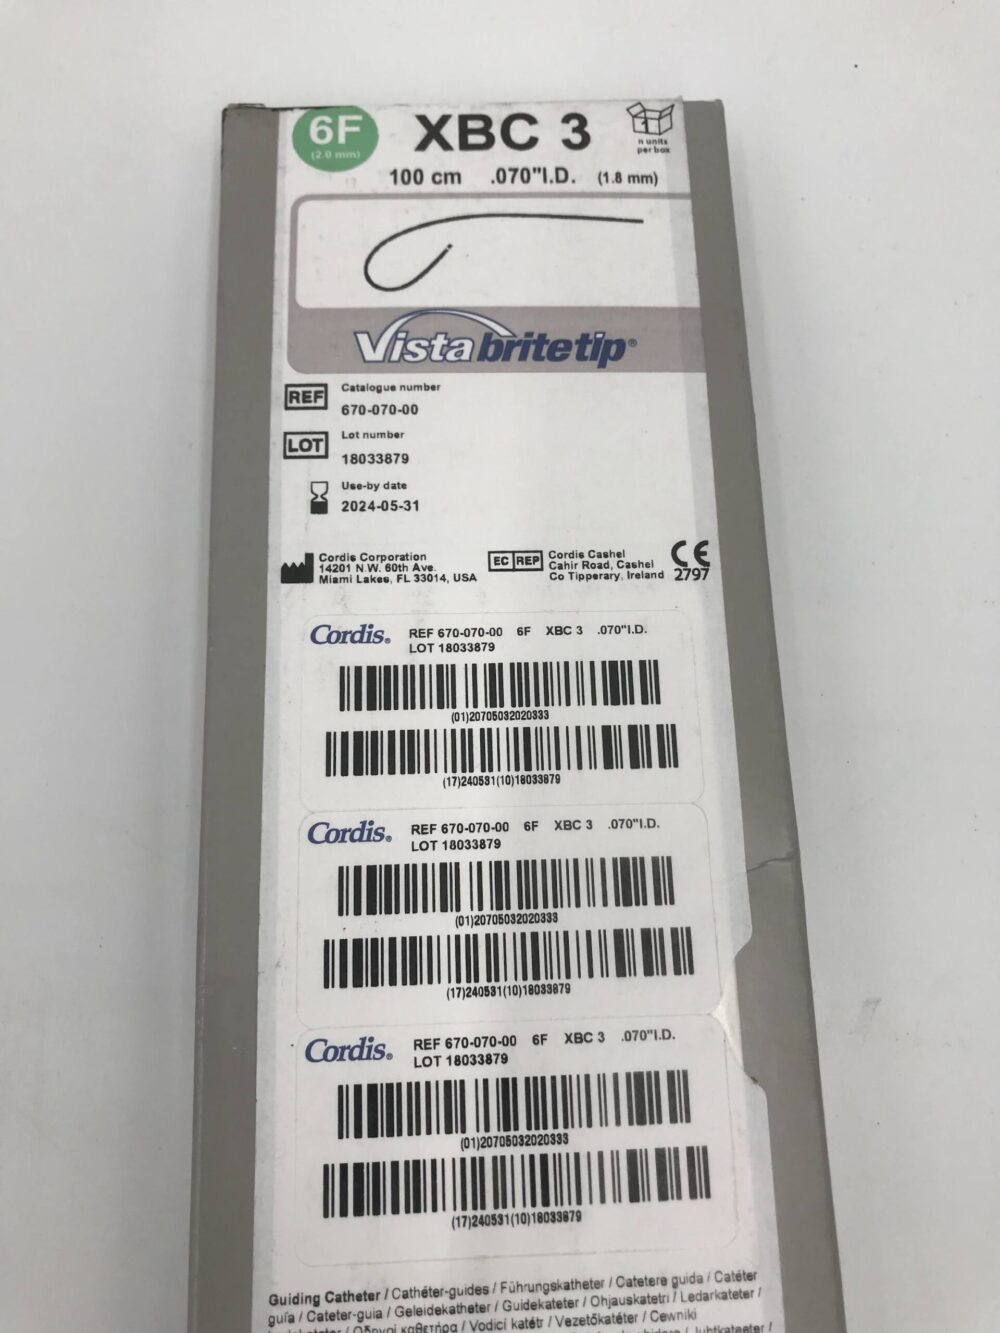 6F
(2.0 mm)
XBC 3
1
n units
per box
100 cm .070"I.D. (1.8 mm)
Vista britetip®
REF Catalogue number
670-070-00
LOT Lot number
18033879
Use-by date
2024-05-31
Cordis Corporation
14201 N.W. 60th Ave.
Miami Lakes, FL 33014, USA
EC REP Cordis Cashel
Cahir Road, Cashel
Co Tipperary, Ireland
CE
2797
Cordis® REF 670-070-00 6F XBC 3 .070"I.D.
LOT 18033879
(01)20705032020333
(17)240531(10)18033879
Cordis® REF 670-070-00 6F XBC 3 .070"I.D.
LOT 18033879
(01)20705032020333
(17)240531(10)18033879
Cordis® REF 670-070-00 6F XBC 3 .070"I.D.
LOT 18033879
(01)20705032020333
(17)240531(10)18033879
Guiding Catheter / Cathéter-guides / Führungskatheter / Catetere guida / Catéter
guía / Cateter-guia / Geleidekatheter / Guidekateter / Ohjauskatetri / Ledarkateter /
/ Οδηγοί καθετήρα / Vodicí katétr / Vezetőkatéter / Cewniki